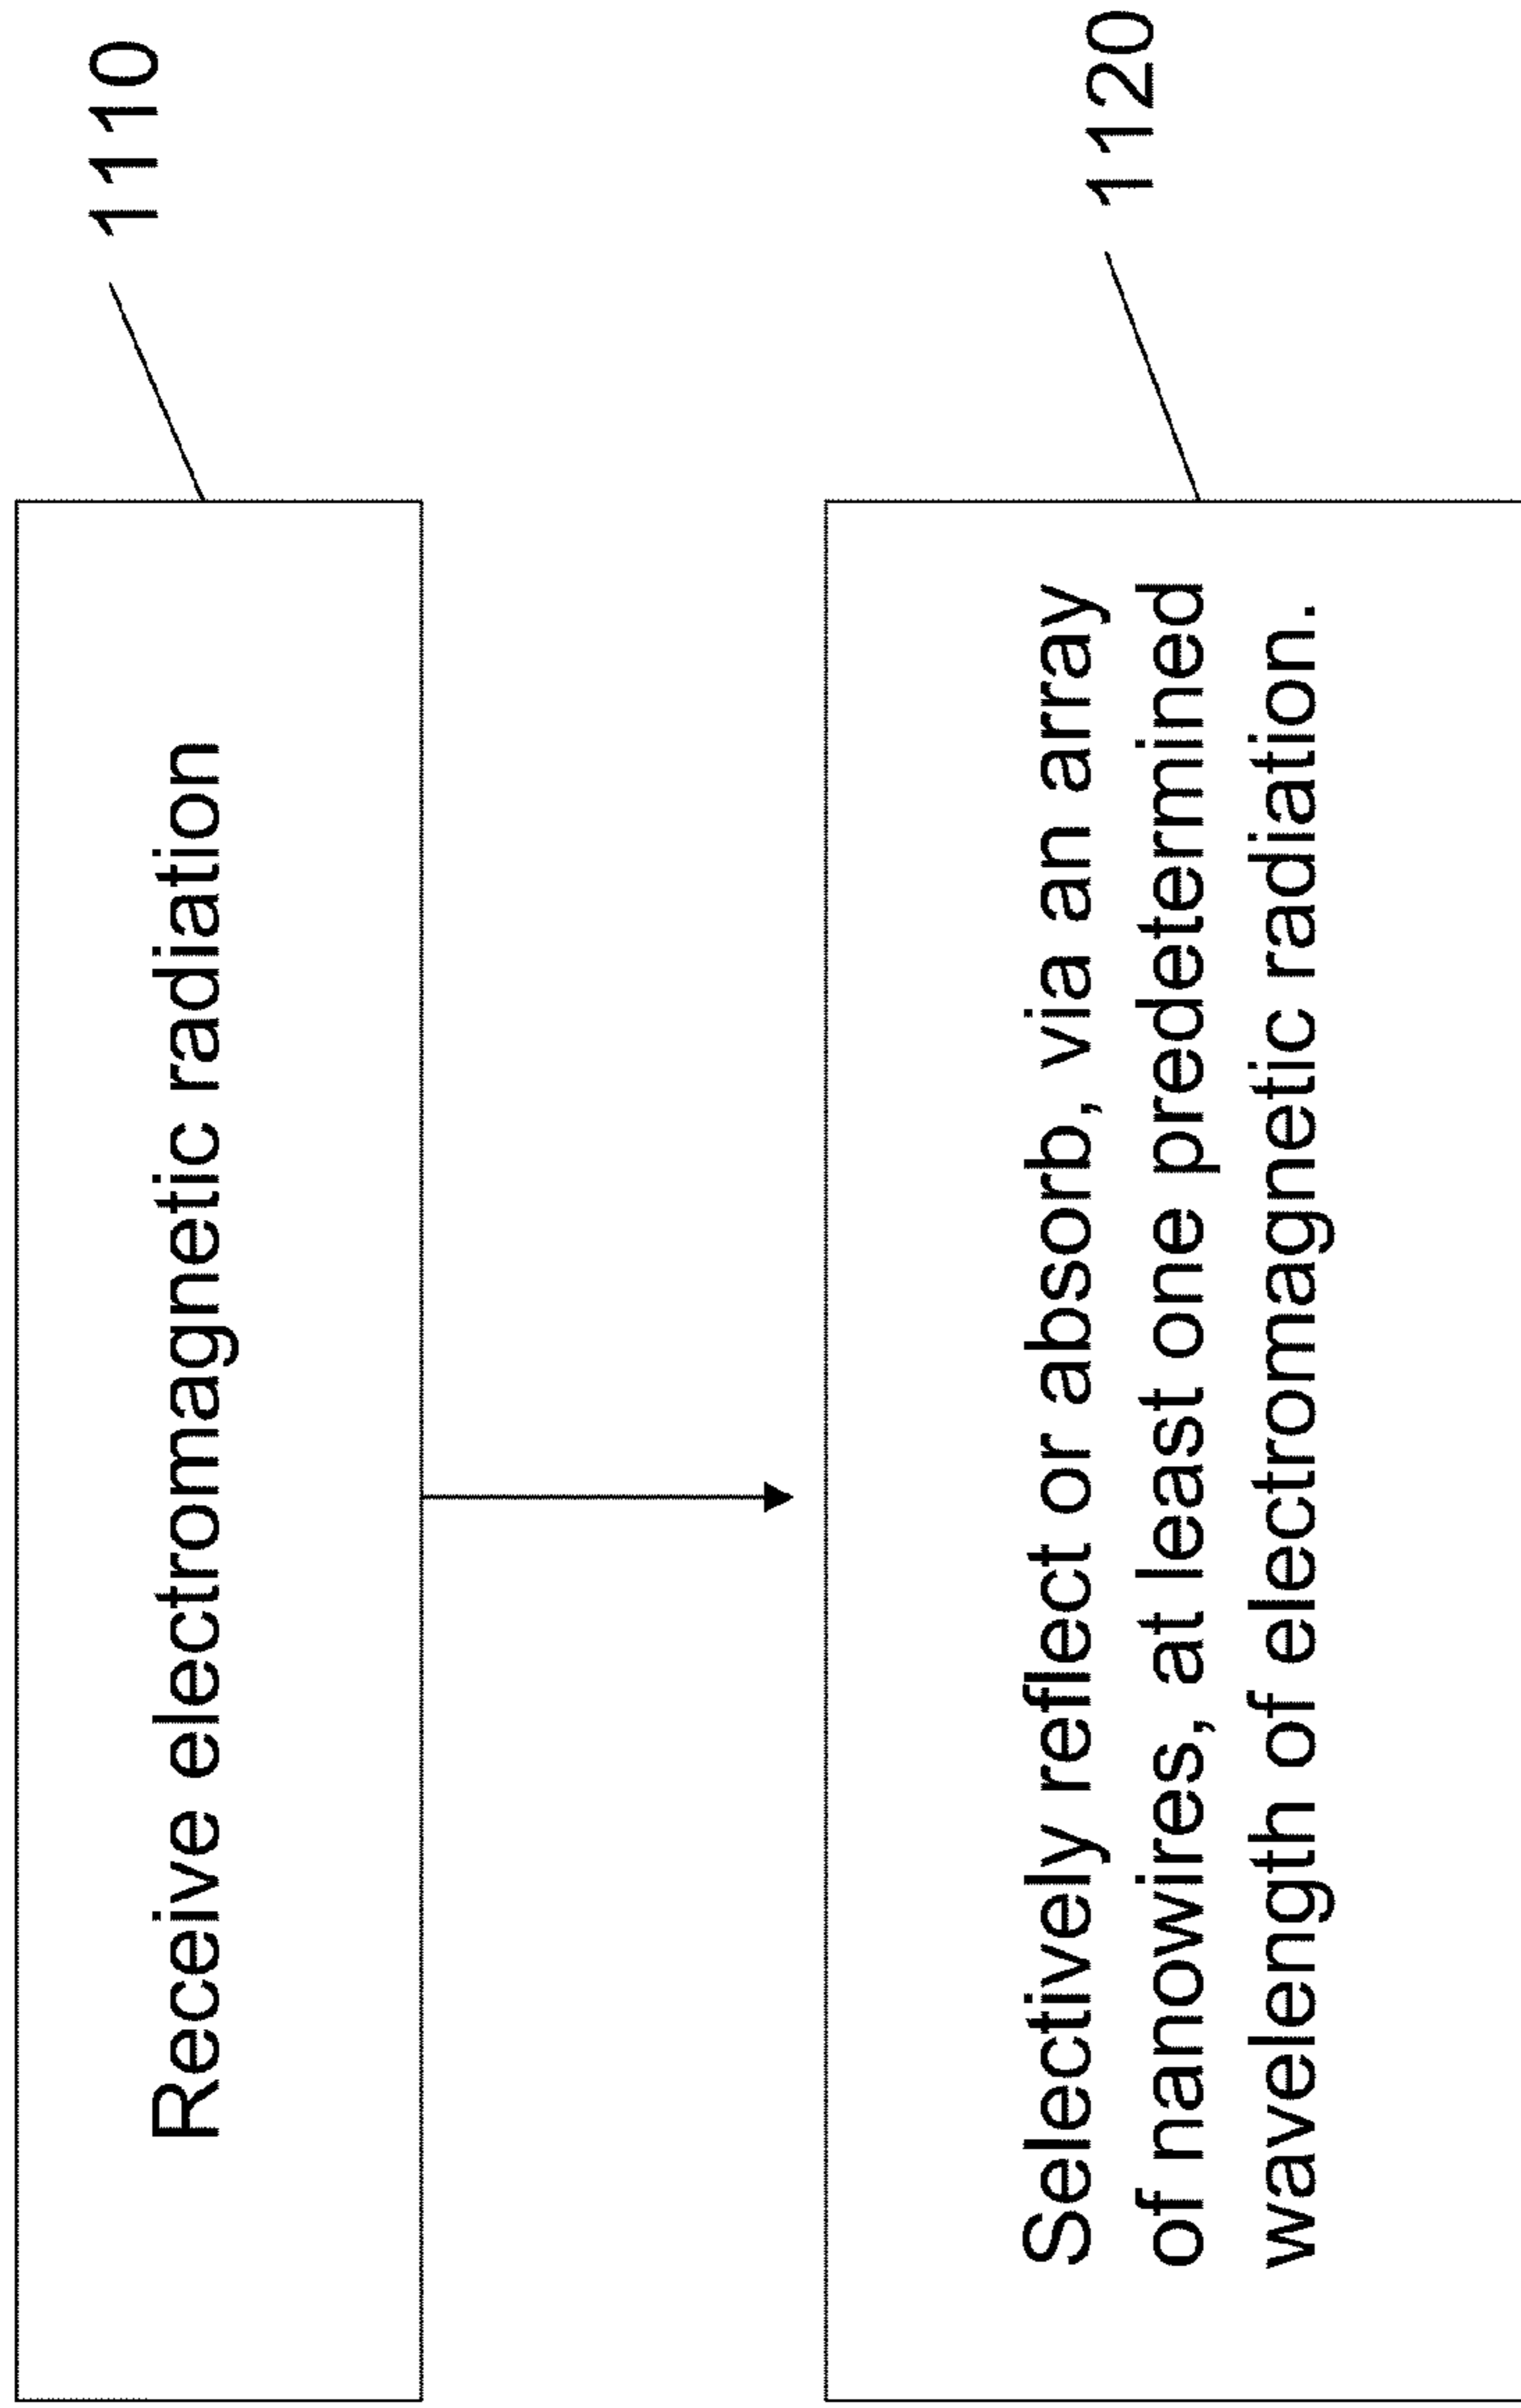 Receive electromagnetic radiation
1110
Selectively reflect or absorb, via an array
of nanowires, at least one predetermined
wavelength of electromagnetic radiation.
1120